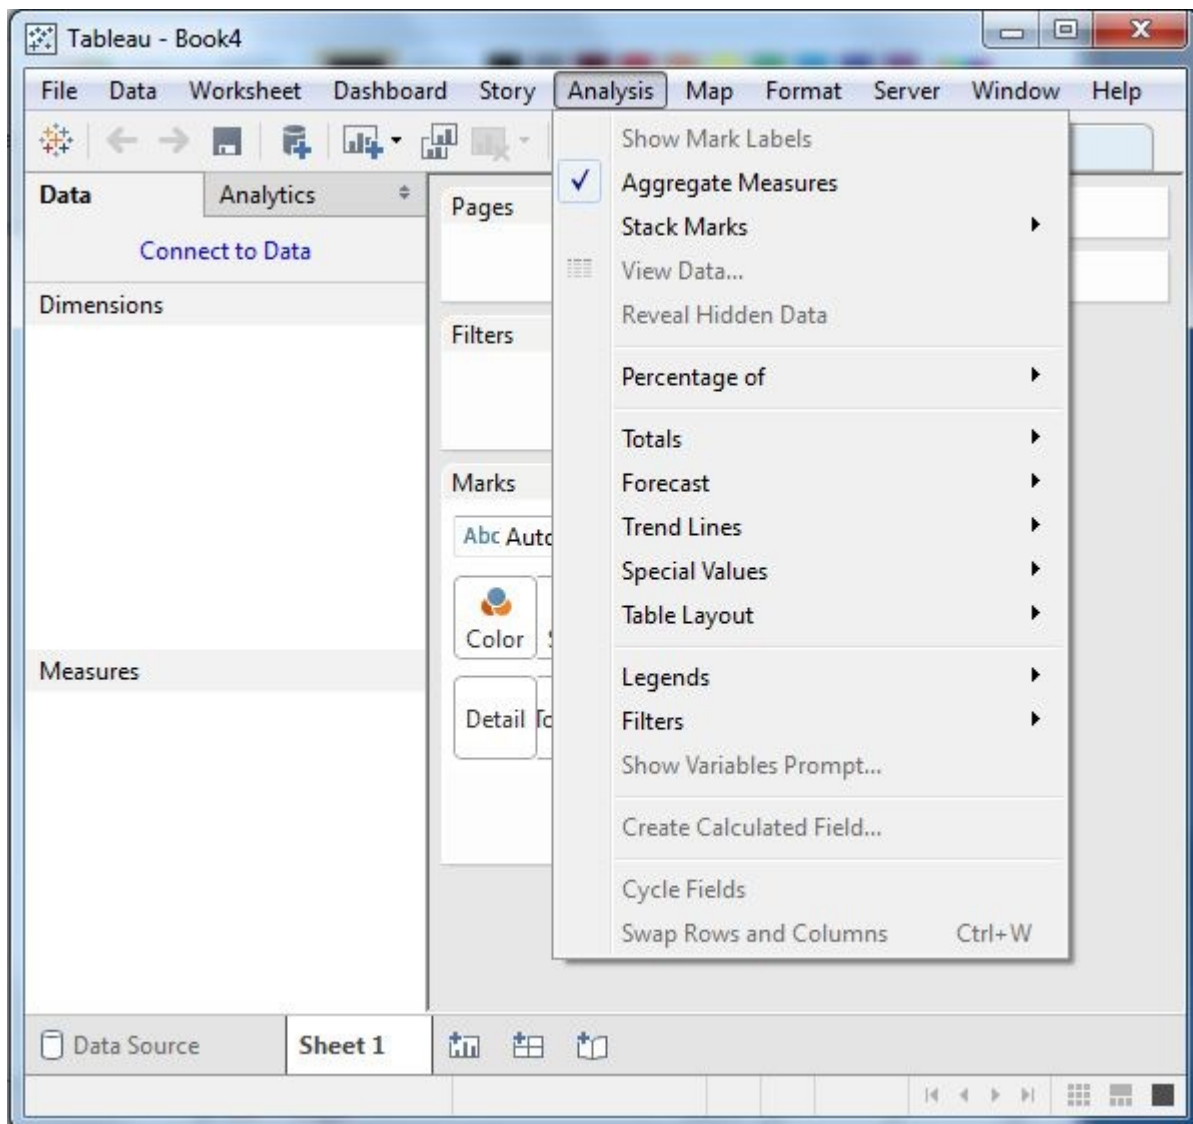 Tableau - Book4
File Data Worksheet Dashboard Story Analysis Map Format Server Window Help
Data Analytics
Connect to Data
Dimensions
Measures
Pages
Filters
Marks
Abc Auto
Color
Detail
Show Mark Labels
Aggregate Measures
Stack Marks
View Data...
Reveal Hidden Data
Percentage of
Totals
Forecast
Trend Lines
Special Values
Table Layout
Legends
Filters
Show Variables Prompt...
Create Calculated Field...
Cycle Fields
Swap Rows and Columns Ctrl+W
Data Source Sheet 1